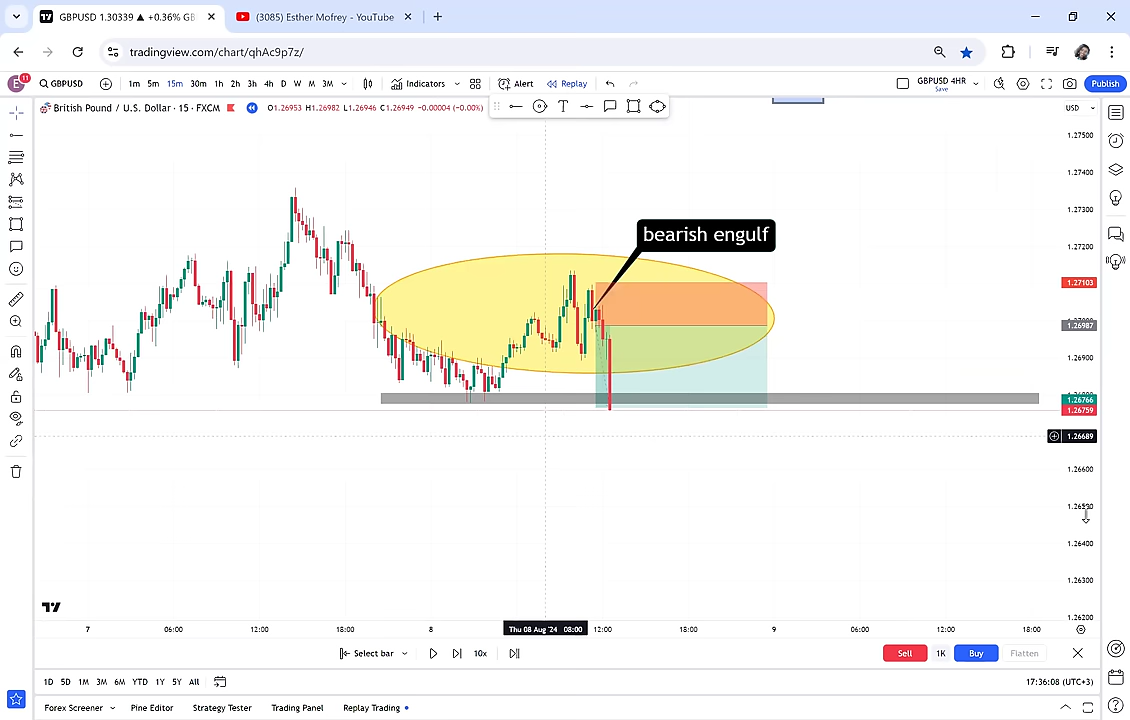 GBPUSD 1.30339 ▲ +0.36% GB
(3085) Esther Mofrey - YouTube
tradingview.com/chart/qhAc9p7z/
E 11
GBPUSD 1m 5m 15m 30m 1h 2h 3h 4h D W M 3M Indicators Alert Replay GBPUSD 4HR Save Publish
British Pound / U.S. Dollar · 15 · FXCM O1.26953 H1.26982 L1.26946 C1.26949 −0.00004 (−0.00%) USD
1.27500
1.27400
1.27300
1.27200
bearish engulf
1.27103
1.26987
1.26900
1.26766
1.26759
1.26689
1.26600
1.26400
1.26300
1.26200
7 06:00 12:00 18:00 8 Thu 08 Aug '24 08:00 12:00 18:00 9 06:00 12:00 18:00
Select bar 10x Sell 1K Buy Flatten
1D 5D 1M 3M 6M YTD 1Y 5Y All 17:36:08 (UTC+3)
Forex Screener Pine Editor Strategy Tester Trading Panel Replay Trading